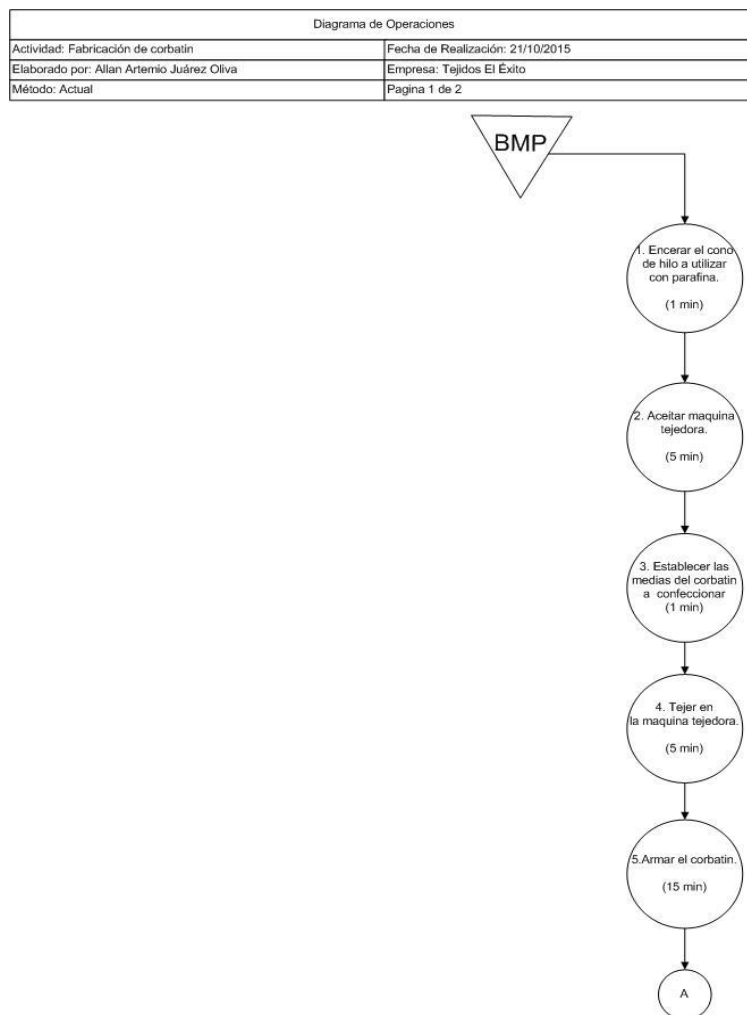 Diagrama de Operaciones
Actividad: Fabricación de corbatin
Fecha de Realización: 21/10/2015
Elaborado por: Allan Artemio Juárez Oliva
Empresa: Tejidos El Éxito
Método: Actual
Pagina 1 de 2
BMP
1. Encerar el cono
de hilo a utilizar
con parafina.
(1 min)
2. Aceitar maquina
tejedora.
(5 min)
3. Establecer las
medias del corbatin
a confeccionar
(1 min)
4. Tejer en
la maquina tejedora.
(5 min)
5.Armar el corbatin.
(15 min)
A